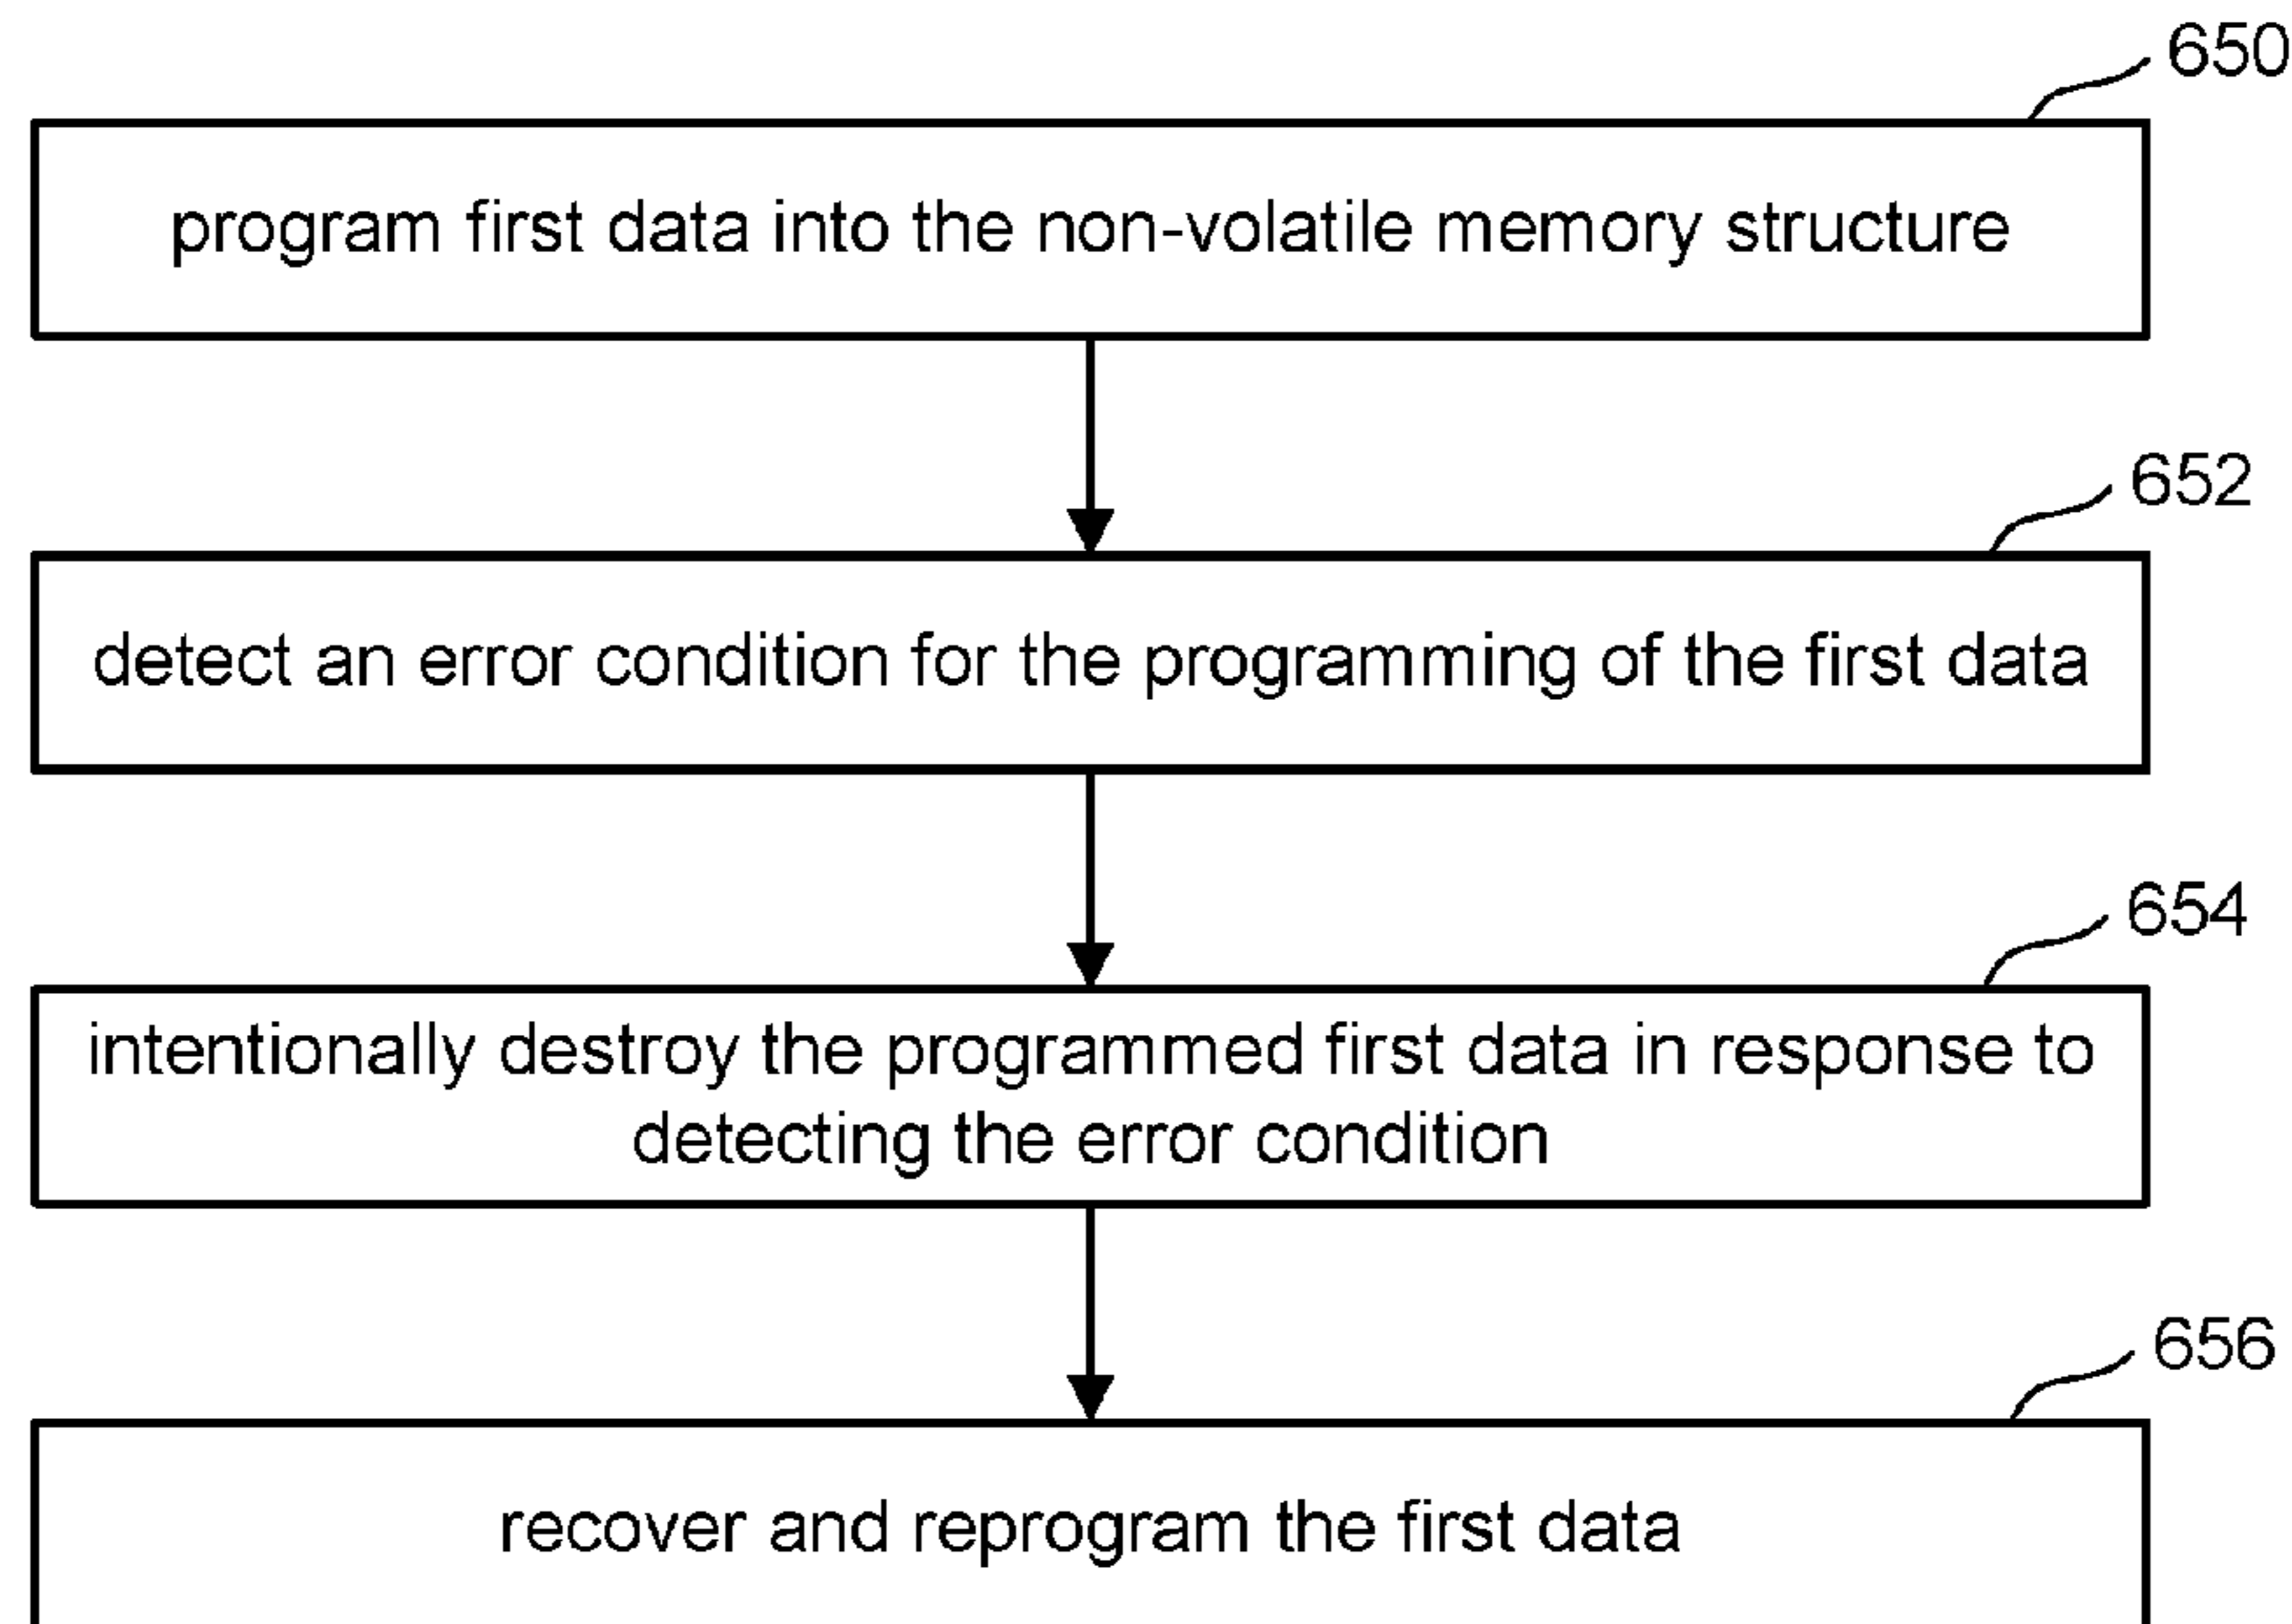 650
program first data into the non-volatile memory structure
652
detect an error condition for the programming of the first data
654
intentionally destroy the programmed first data in response to
detecting the error condition
656
recover and reprogram the first data